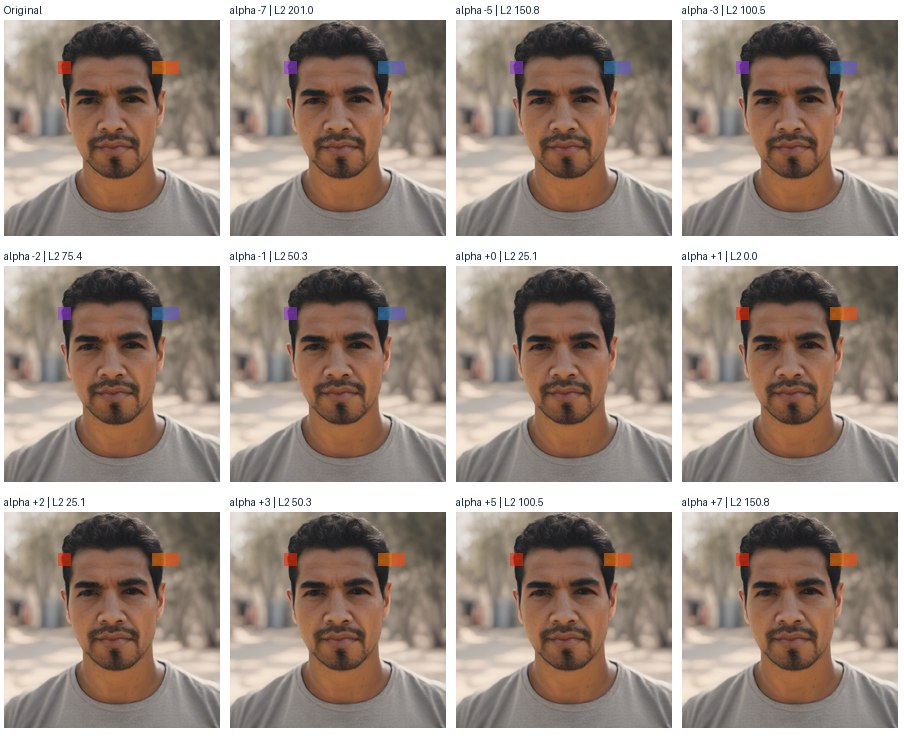 Original
alpha -7 | L2 201.0
alpha -5 | L2 150.8
alpha -3 | L2 100.5
alpha -2 | L2 75.4
alpha -1 | L2 50.3
alpha +0 | L2 25.1
alpha +1 | L2 0.0
alpha +2 | L2 25.1
alpha +3 | L2 50.3
alpha +5 | L2 100.5
alpha +7 | L2 150.8